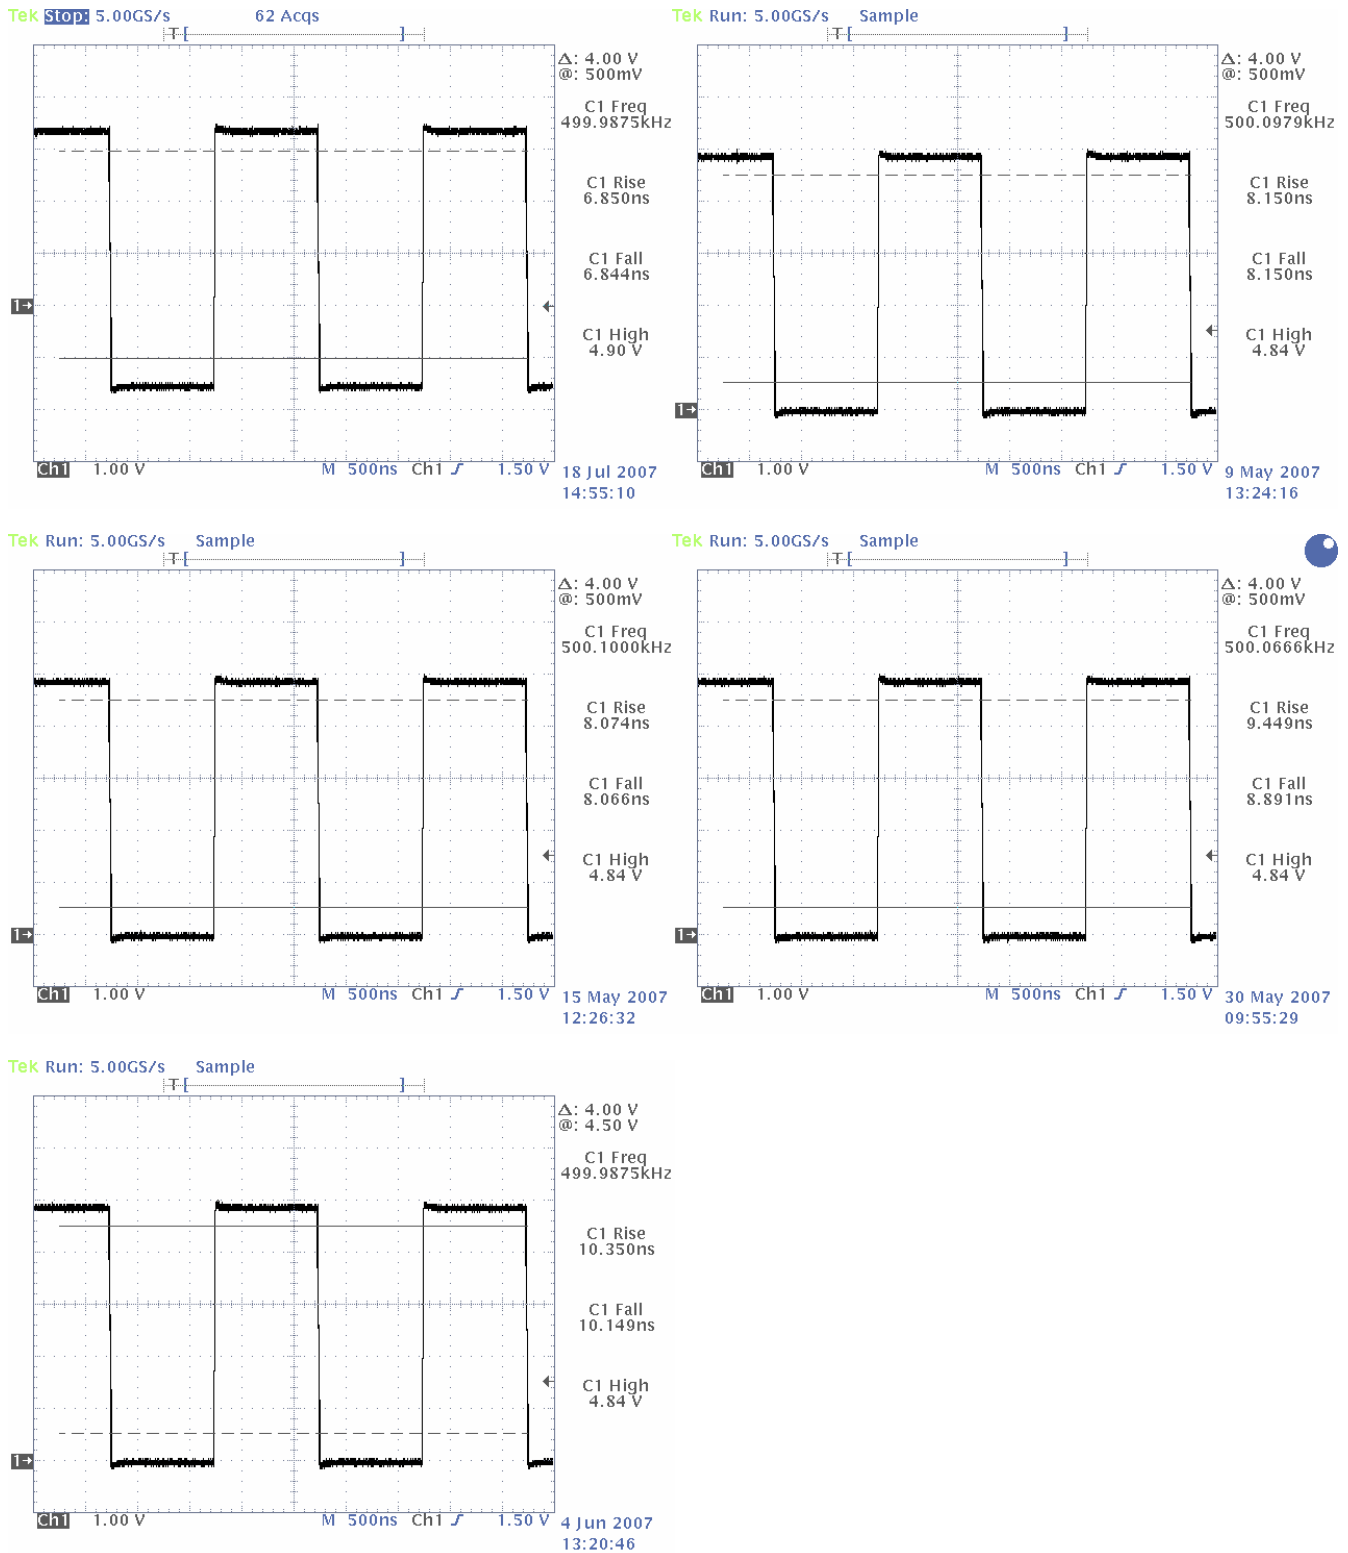 Tek Stop: 5.00GS/s 62 Acqs
T
Δ: 4.00 V
@: 500mV
C1 Freq
499.9875kHz
C1 Rise
6.850ns
C1 Fall
6.844ns
C1 High
4.90 V
1
Ch1 1.00 V M 500ns Ch1 1.50 V
18 Jul 2007
14:55:10
Tek Run: 5.00GS/s Sample
T
Δ: 4.00 V
@: 500mV
C1 Freq
500.0979kHz
C1 Rise
8.150ns
C1 Fall
8.150ns
C1 High
4.84 V
1
Ch1 1.00 V M 500ns Ch1 1.50 V
9 May 2007
13:24:16
Tek Run: 5.00GS/s Sample
T
Δ: 4.00 V
@: 500mV
C1 Freq
500.1000kHz
C1 Rise
8.074ns
C1 Fall
8.066ns
C1 High
4.84 V
1
Ch1 1.00 V M 500ns Ch1 1.50 V
15 May 2007
12:26:32
Tek Run: 5.00GS/s Sample
T
Δ: 4.00 V
@: 500mV
C1 Freq
500.0666kHz
C1 Rise
9.449ns
C1 Fall
8.891ns
C1 High
4.84 V
1
Ch1 1.00 V M 500ns Ch1 1.50 V
30 May 2007
09:55:29
Tek Run: 5.00GS/s Sample
T
Δ: 4.00 V
@: 4.50 V
C1 Freq
499.9875kHz
C1 Rise
10.350ns
C1 Fall
10.149ns
C1 High
4.84 V
1
Ch1 1.00 V M 500ns Ch1 1.50 V
4 Jun 2007
13:20:46